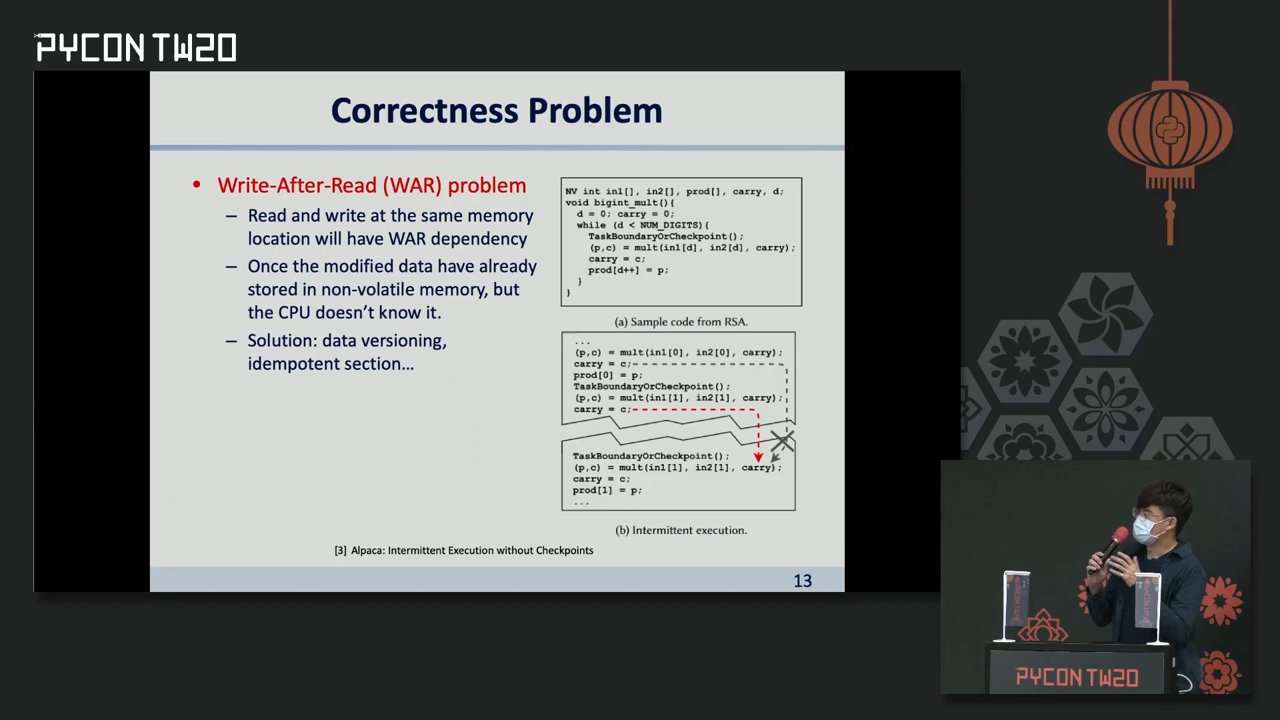 PYCON TW20
Correctness Problem
• Write-After-Read (WAR) problem
– Read and write at the same memory
location will have WAR dependency
– Once the modified data have already
stored in non-volatile memory, but
the CPU doesn't know it.
– Solution: data versioning,
idempotent section...
NV int in1[], in2[], prod[], carry, d;
void bigint_mult(){
d = 0; carry = 0;
while (d < NUM_DIGITS){
TaskBoundaryOrCheckpoint();
(p,c) = mult(in1[d], in2[d], carry);
carry = c;
prod[d++] = p;
}
}
(a) Sample code from RSA.
...
(p,c) = mult(in1[0], in2[0], carry);
carry = c;
prod[0] = p;
TaskBoundaryOrCheckpoint();
(p,c) = mult(in1[1], in2[1], carry);
carry = c;
TaskBoundaryOrCheckpoint();
(p,c) = mult(in1[1], in2[1], carry);
carry = c;
prod[1] = p;
...
(b) Intermittent execution.
[3] Alpaca: Intermittent Execution without Checkpoints
13
PYCON TW20